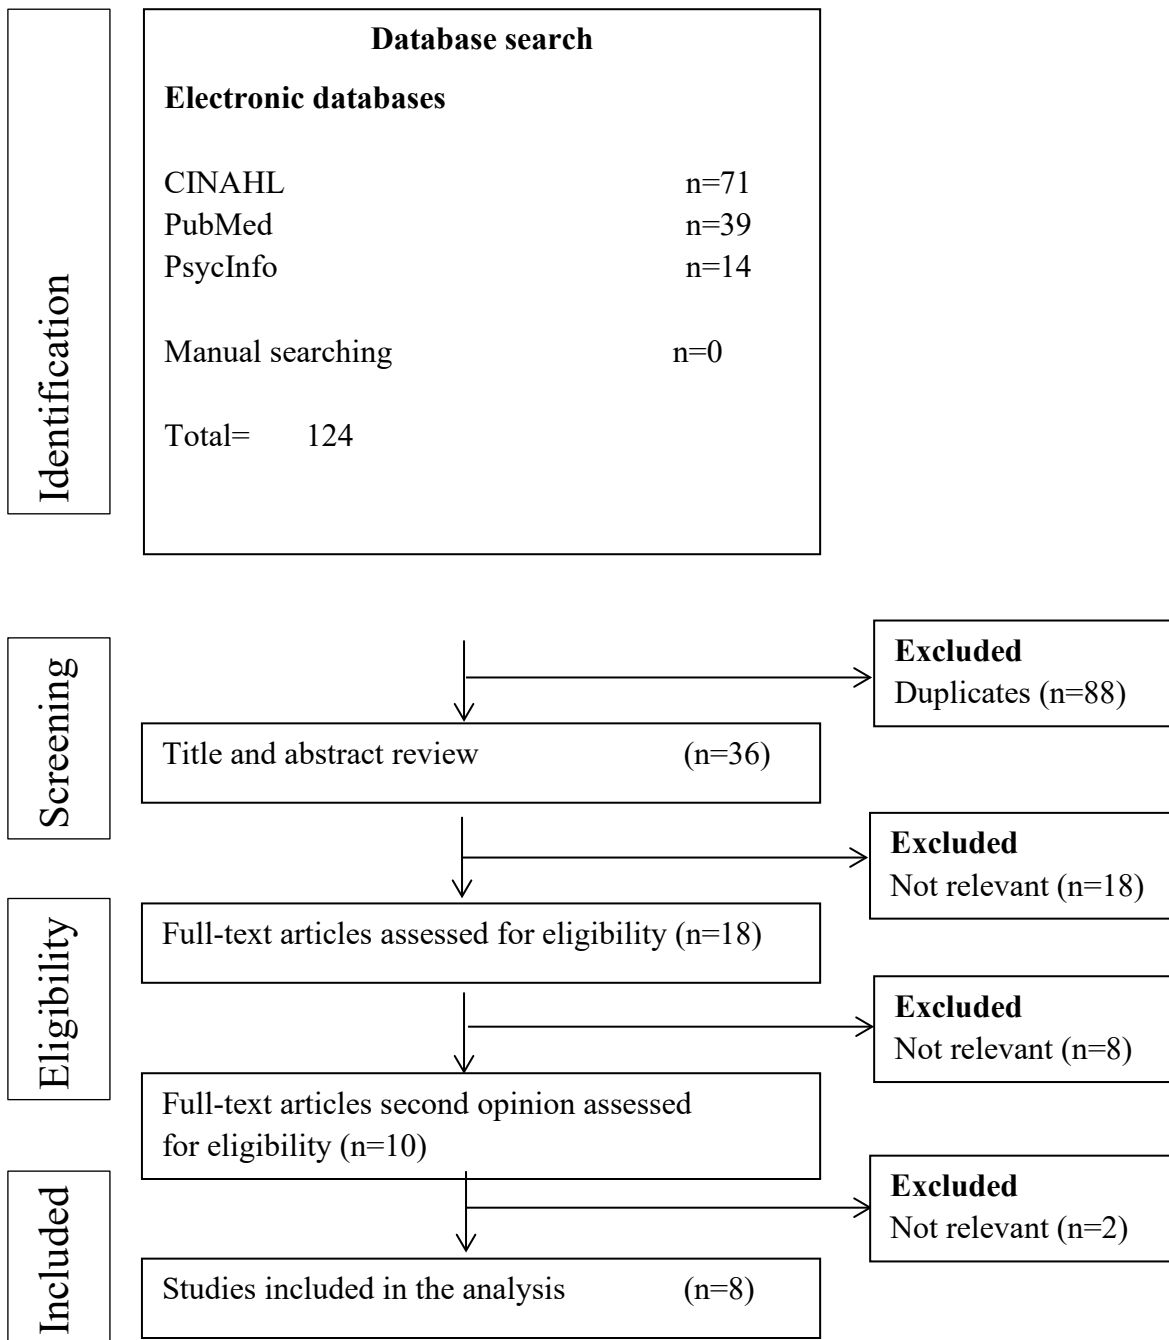 Identification
Database search
Electronic databases
CINAHL n=71
PubMed n=39
PsycInfo n=14
Manual searching n=0
Total= 124
Screening
Excluded
Duplicates (n=88)
Title and abstract review (n=36)
Excluded
Not relevant (n=18)
Eligibility
Full-text articles assessed for eligibility (n=18)
Excluded
Not relevant (n=8)
Full-text articles second opinion assessed
for eligibility (n=10)
Included
Excluded
Not relevant (n=2)
Studies included in the analysis (n=8)